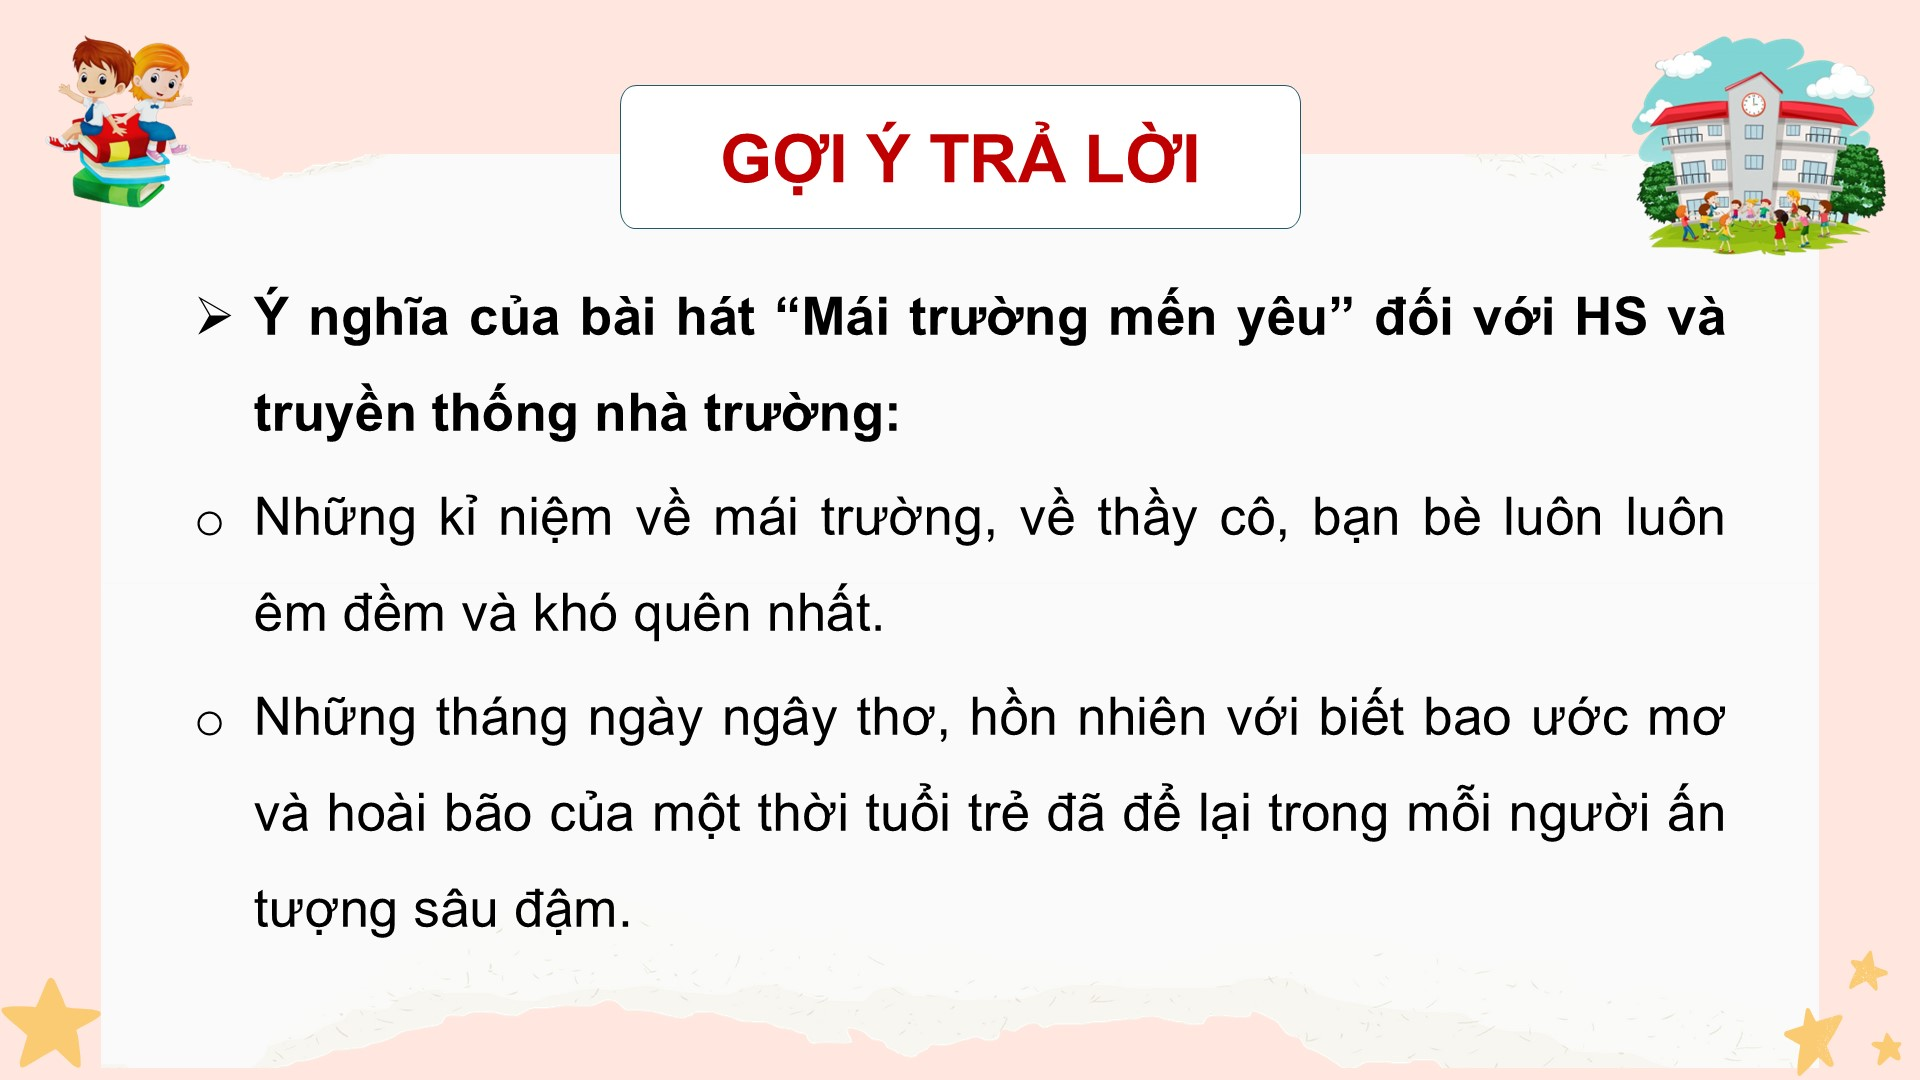 GỢI Ý TRẢ LỜI
➢ Ý nghĩa của bài hát “Mái trường mến yêu” đối với HS và
truyền thống nhà trường:
o Những kỉ niệm về mái trường, về thầy cô, bạn bè luôn luôn
êm đềm và khó quên nhất.
o Những tháng ngày ngây thơ, hồn nhiên với biết bao ước mơ
và hoài bão của một thời tuổi trẻ đã để lại trong mỗi người ấn
tượng sâu đậm.